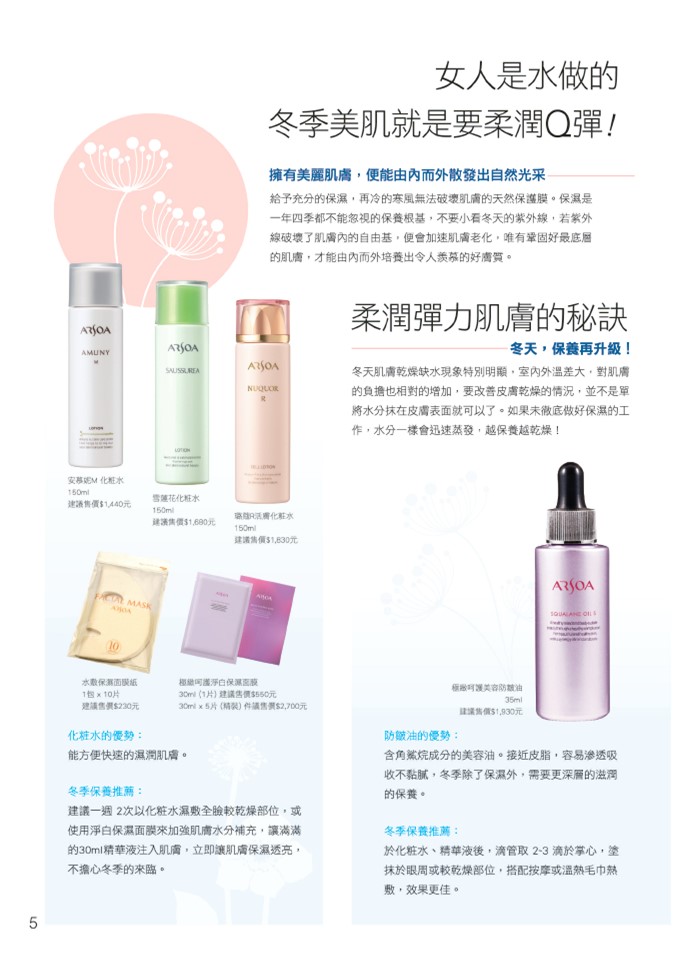 女人是水做的
冬季美肌就是要柔潤Q彈!
擁有美麗肌膚，便能由內而外散發出自然光采
給予充分的保濕，再冷的寒風無法破壞肌膚的天然保護膜。保濕是
一年四季都不能忽視的保養根基，不要小看冬天的紫外線，若紫外
線破壞了肌膚內的自由基，便會加速肌膚老化，唯有鞏固好最底層
的肌膚，才能由內而外培養出令人羨慕的好膚質。
柔潤彈力肌膚的秘訣
冬天，保養再升級！
冬天肌膚乾燥缺水現象特別明顯，室內外溫差大，對肌膚
的負擔也相對的增加，要改善皮膚乾燥的情況，並不是單
將水分抹在皮膚表面就可以了。如果未徹底做好保濕的工
作，水分一樣會迅速蒸發，越保養越乾燥！
ARSOA
AMUNY
M
LOTION
ARSOA
SAUSSUREA
LOTION
ARSOA
NUQUOR
R
GEL LOTION
安慕妮M 化粧水
150ml
建議售價$1,440元
雪蓮花化粧水
150ml
建議售價$1,680元
璐蔻R活膚化粧水
150ml
建議售價$1,830元
FACIAL MASK
ARSOA
10
ARSOA
ARSOA
水敷保濕面膜紙
1包 x 10片
建議售價$230元
極緻呵護淨白保濕面膜
30ml (1片) 建議售價$550元
30ml x 5片 (精裝) 件議售價$2,700元
ARSOA
SQUALANE OIL S
極緻呵護美容防皺油
35ml
建議售價$1,930元
化粧水的優勢：
能方便快速的濕潤肌膚。
冬季保養推薦：
建議一週 2次以化粧水濕敷全臉較乾燥部位，或
使用淨白保濕面膜來加強肌膚水分補充，讓滿滿
的30ml精華液注入肌膚，立即讓肌膚保濕透亮，
不擔心冬季的來臨。
防皺油的優勢：
含角鯊烷成分的美容油。接近皮脂，容易滲透吸
收不黏膩，冬季除了保濕外，需要更深層的滋潤
的保養。
冬季保養推薦：
於化粧水、精華液後，滴管取 2-3 滴於掌心，塗
抹於眼周或較乾燥部位，搭配按摩或溫熱毛巾熱
敷，效果更佳。
5